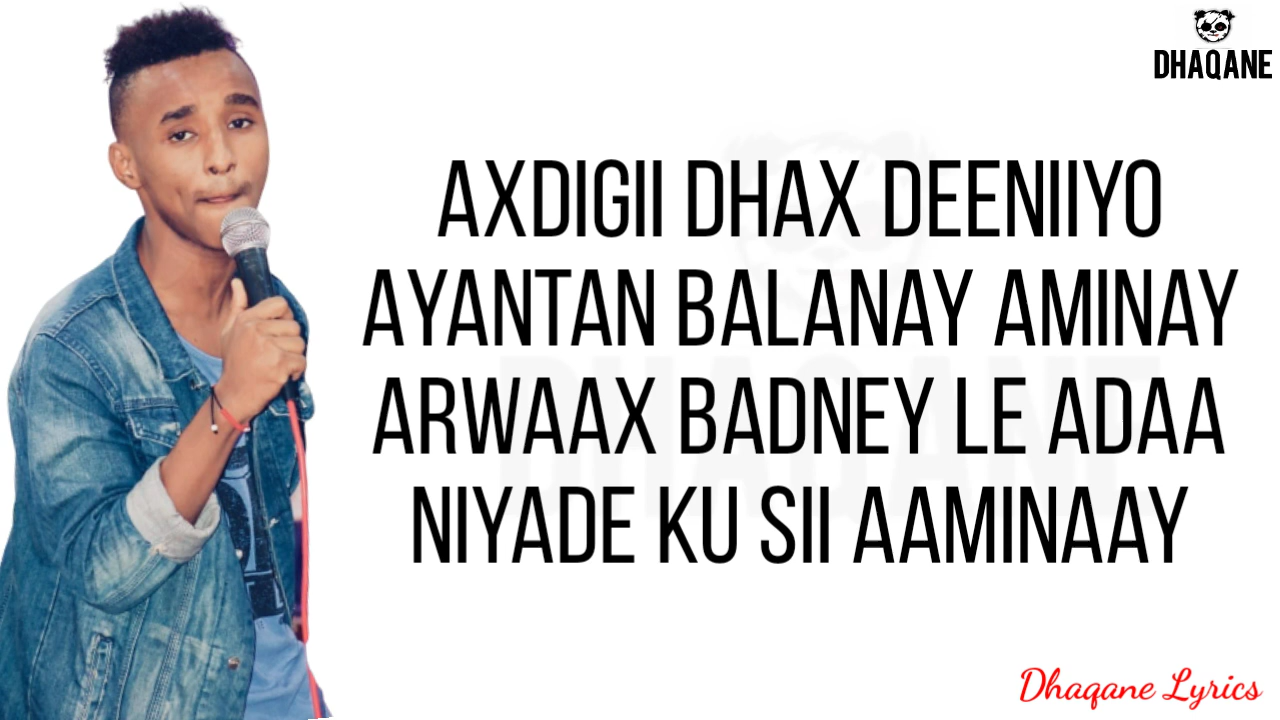 DHAQANE
AXDIGII DHAX DEENIIYO
AYANTAN BALANAY AMINAY
ARWAAX BADNEY LE ADAA
NIYADE KU SII AAMINAAY
Dhaqane Lyrics